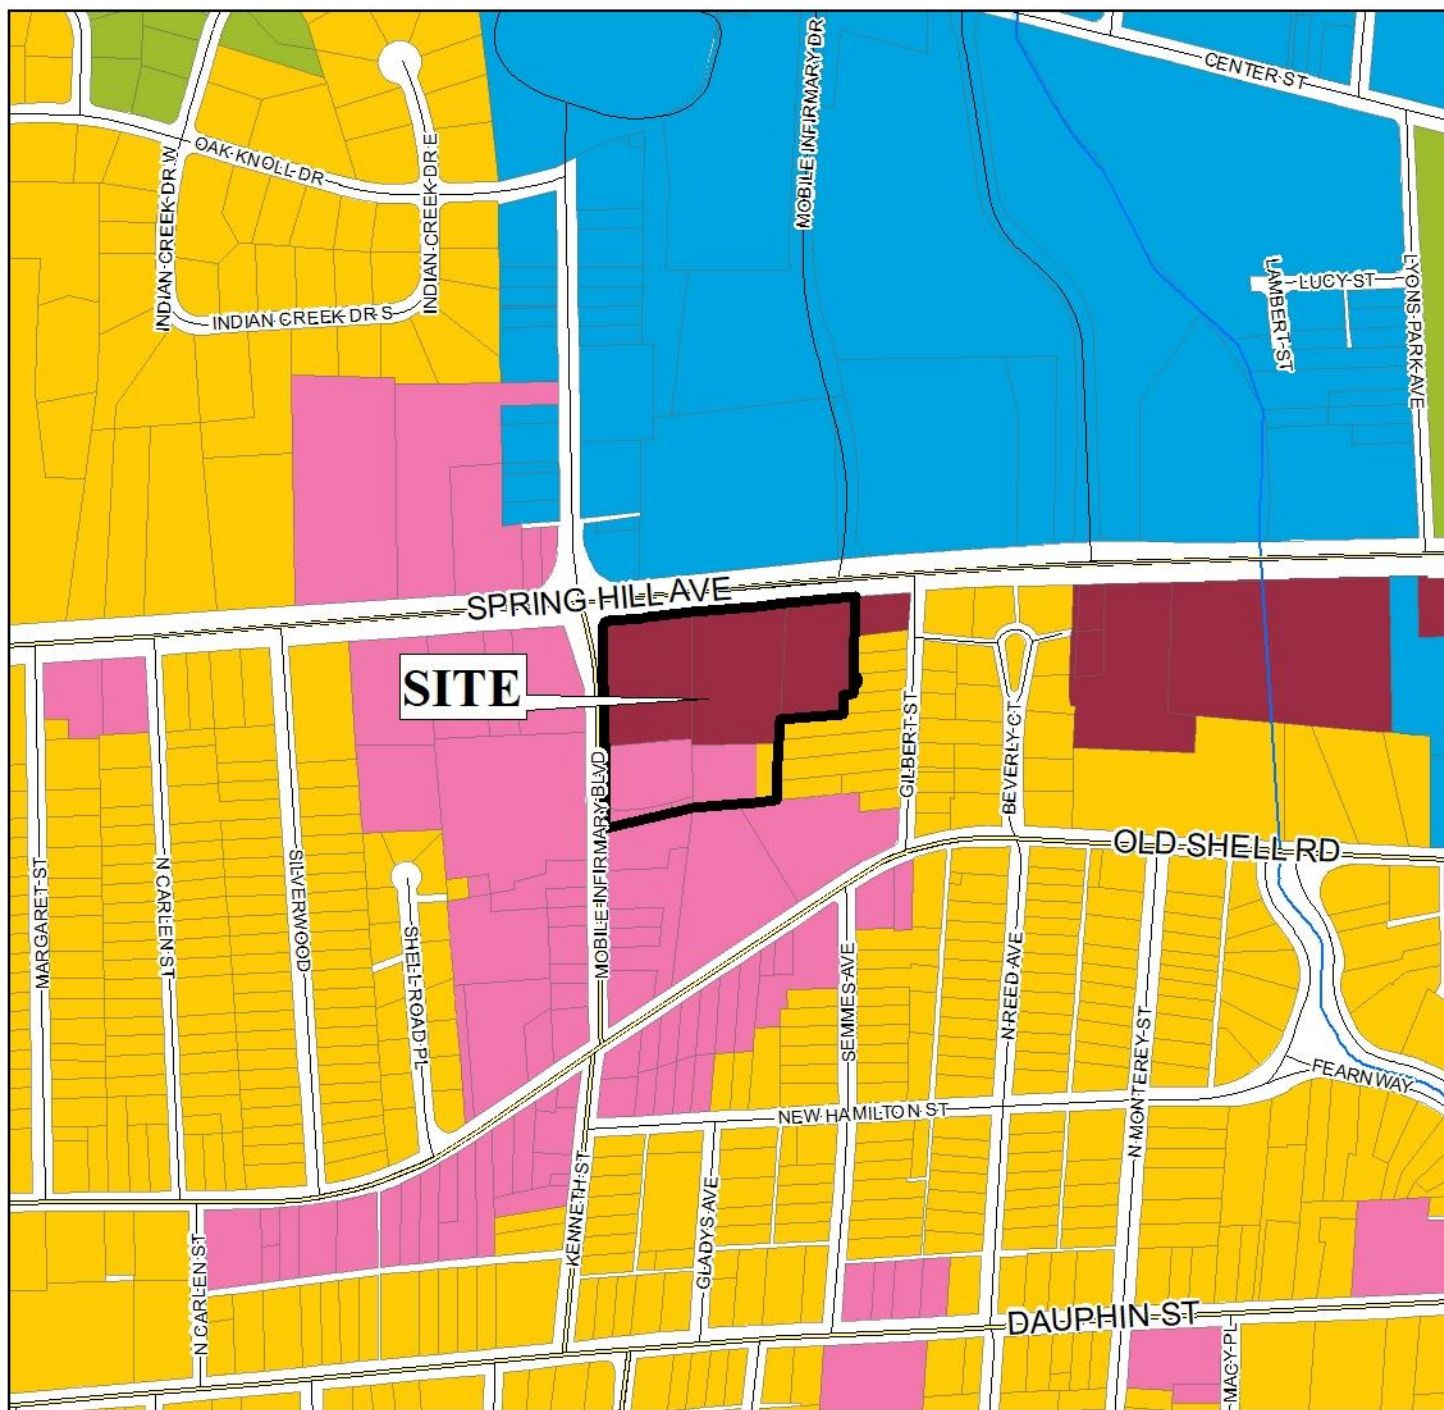 CENTER ST
MOBILE INFIRMARY DR
OAK KNOLL DR
INDIAN CREEK DR W
INDIAN CREEK DR E
INDIAN CREEK DR S
LUCY ST
LAMBERT ST
LYONS PARK AVE
SPRING HILL AVE
SITE
GILBERT ST
BEVERLY CT
MOBILE INFIRMARY BLVD
OLD SHELL RD
MARGARET ST
N CARLEN ST
SILVERWOOD
SHELL ROAD PL
SEMMES AVE
N REED AVE
N MONTEREY ST
FEARNWAY
NEW HAMILTON ST
KENNETH ST
GLADYS AVE
N CARLEN ST
DAUPHIN ST
MACY PL